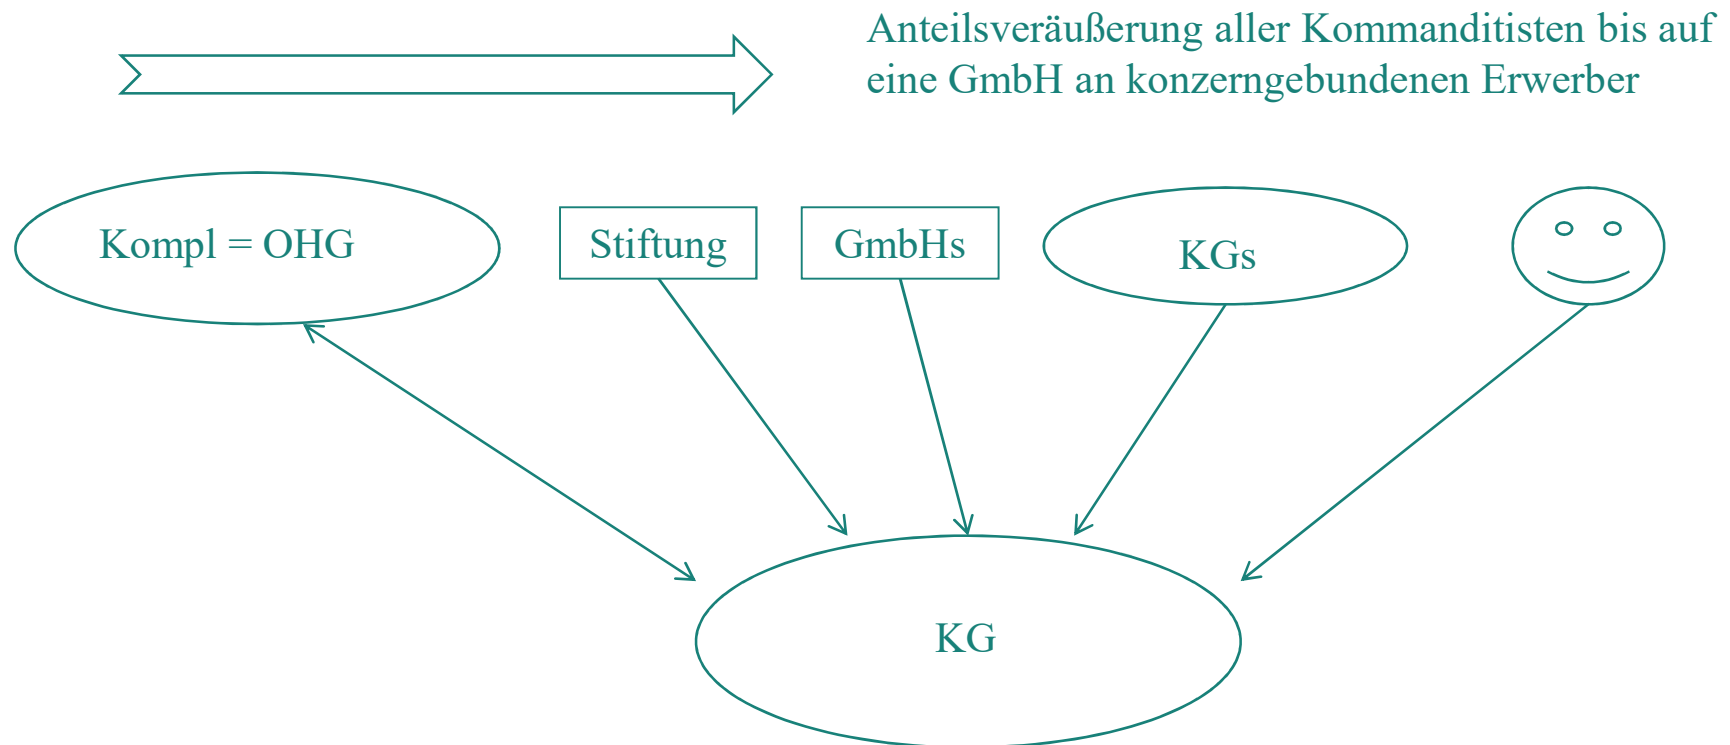 Anteilsveräußerung aller Kommanditisten bis auf
eine GmbH an konzerngebundenen Erwerber
Kompl = OHG
Stiftung
GmbHs
KGs
KG